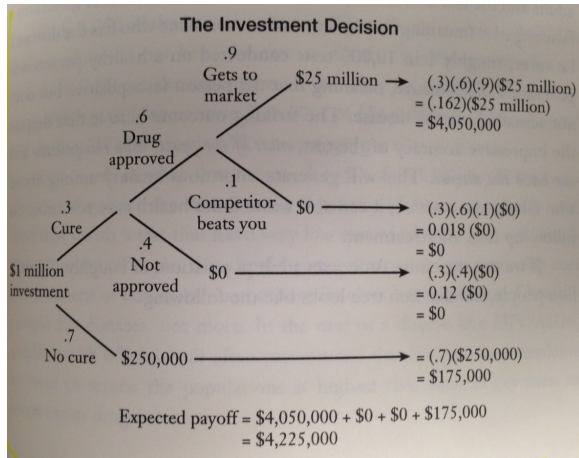 The Investment Decision
.9
Gets to
market
$25 million
= (.3)(.6)(.9)($25 million)
= (.162)($25 million)
= $4,050,000
.6
Drug
approved
.1
Competitor
beats you
$0
= (.3)(.6)(.1)($0)
= 0.018 ($0)
= $0
.3
Cure
.4
Not
approved
$0
= (.3)(.4)($0)
= 0.12 ($0)
= $0
$1 million
investment
.7
No cure
$250,000
= (.7)($250,000)
= $175,000
Expected payoff = $4,050,000 + $0 + $0 + $175,000
= $4,225,000